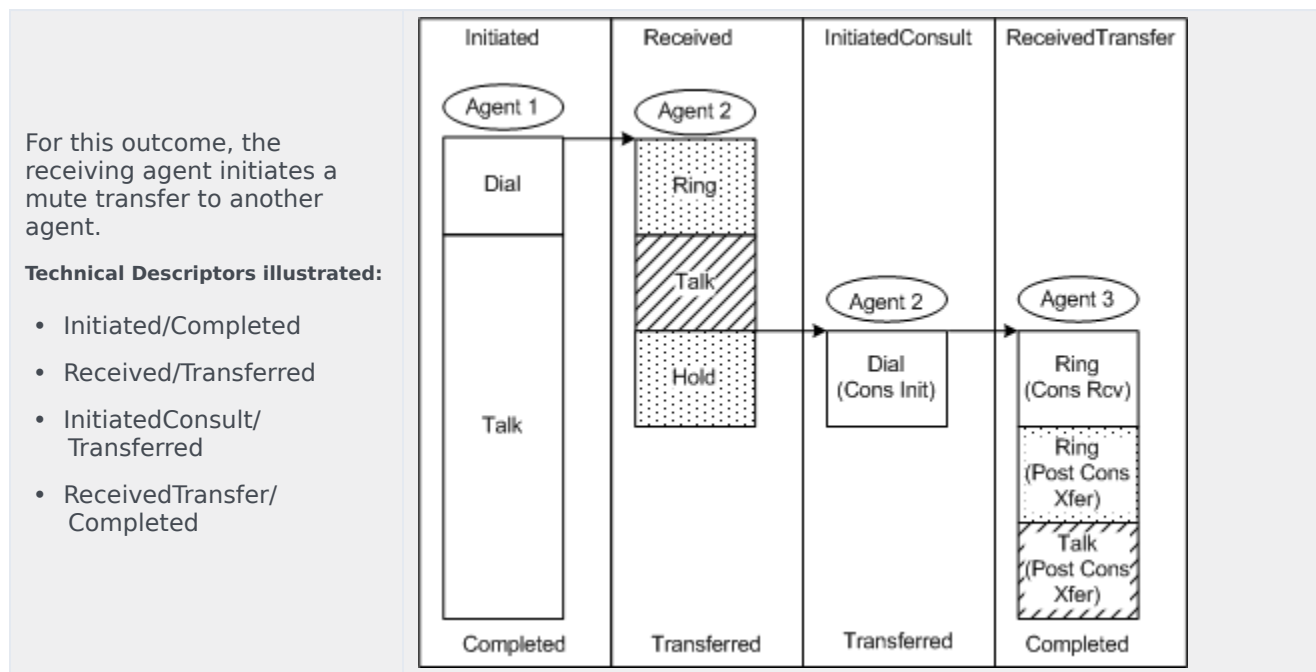 For this outcome, the
receiving agent initiates a
mute transfer to another
agent.
Technical Descriptors illustrated:
• Initiated/Completed
• Received/Transferred
• InitiatedConsult/
Transferred
• ReceivedTransfer/
Completed
Initiated
Received
InitiatedConsult
ReceivedTransfer
Agent 1
Agent 2
Dial
Ring
Talk
Agent 2
Agent 3
Hold
Dial
(Cons Init)
Ring
(Cons Rcv)
Talk
Ring
(Post Cons
Xfer)
Talk
(Post Cons
Xfer)
Completed
Transferred
Transferred
Completed